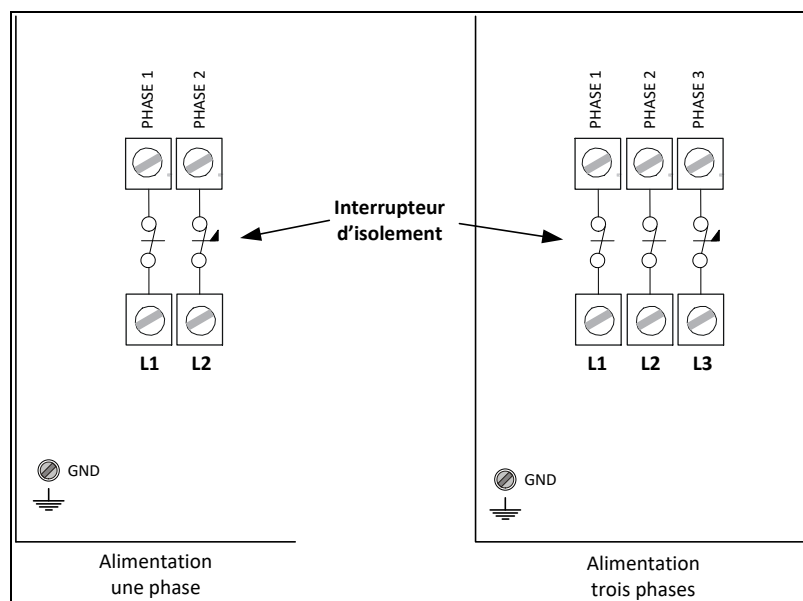 PHASE 1
PHASE 2
L1
L2
GND
Alimentation
une phase
Interrupteur
d’isolement
PHASE 1
PHASE 2
PHASE 3
L1
L2
L3
GND
Alimentation
trois phases